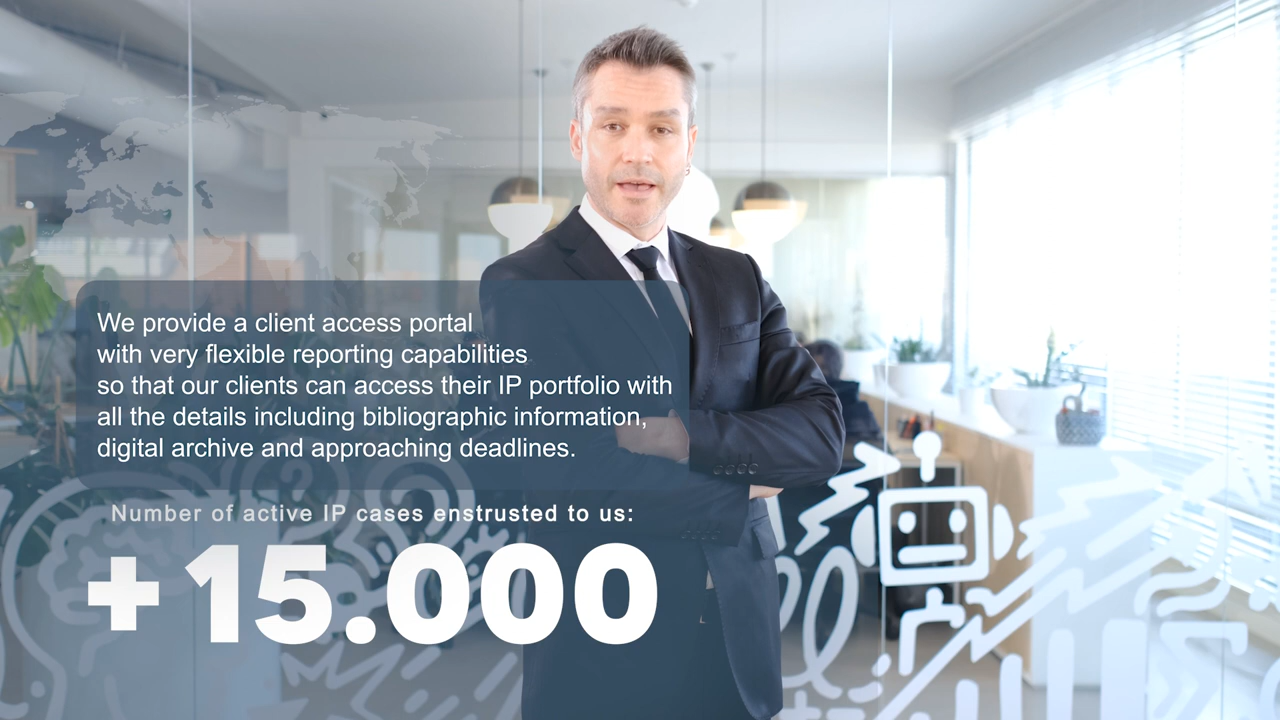 We provide a client access portal
with very flexible reporting capabilities
so that our clients can access their IP portfolio with
all the details including bibliographic information,
digital archive and approaching deadlines.
Number of active IP cases enstrusted to us:
+15.000